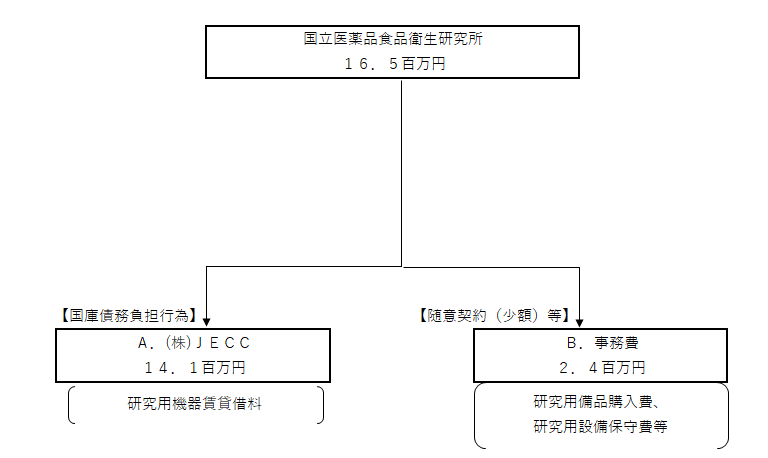 国立医薬品食品衛生研究所
１６．５百万円
【国庫債務負担行為】
Ａ．（株）ＪＥＣＣ
１４．１百万円
研究用機器賃貸借料
【随意契約（少額）等】
Ｂ．事務費
２．４百万円
研究用備品購入費、
研究用設備保守費等